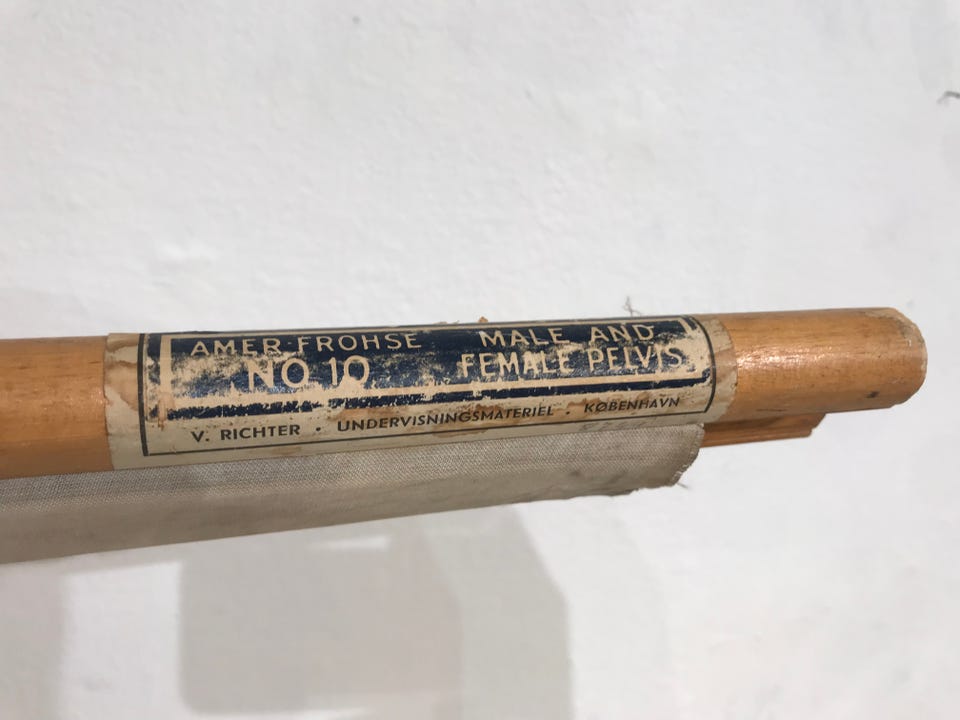 AMER-FROHSE
NO 10
MALE AND
FEMALE PELVIS
V. RICHTER · UNDERVISNINGSMATERIEL · KØBENHAVN